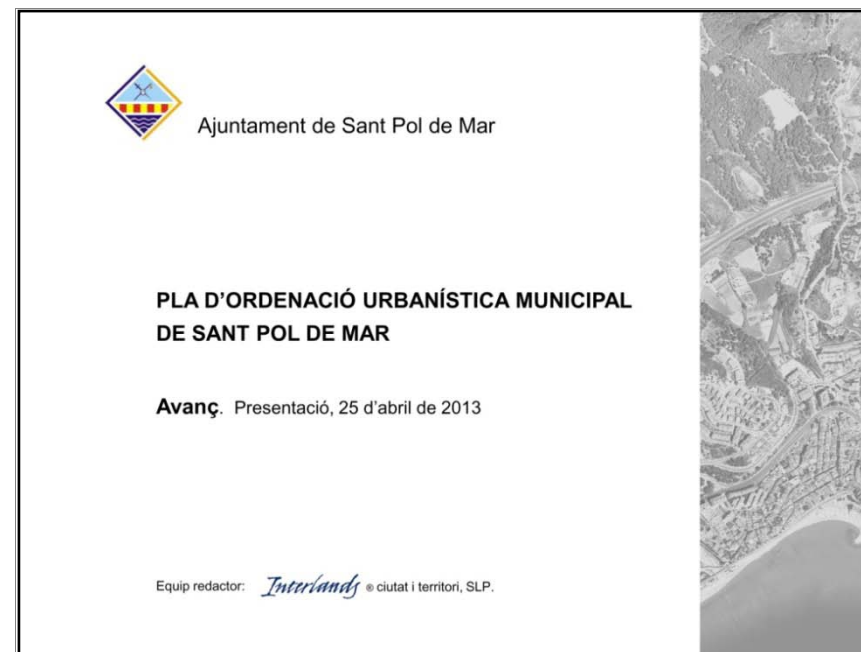 Ajuntament de Sant Pol de Mar
PLA D'ORDENACIÓ URBANÍSTICA MUNICIPAL
DE SANT POL DE MAR
Avanç. Presentació, 25 d'abril de 2013
Equip redactor: Interlands ® ciutat i territori, SLP.